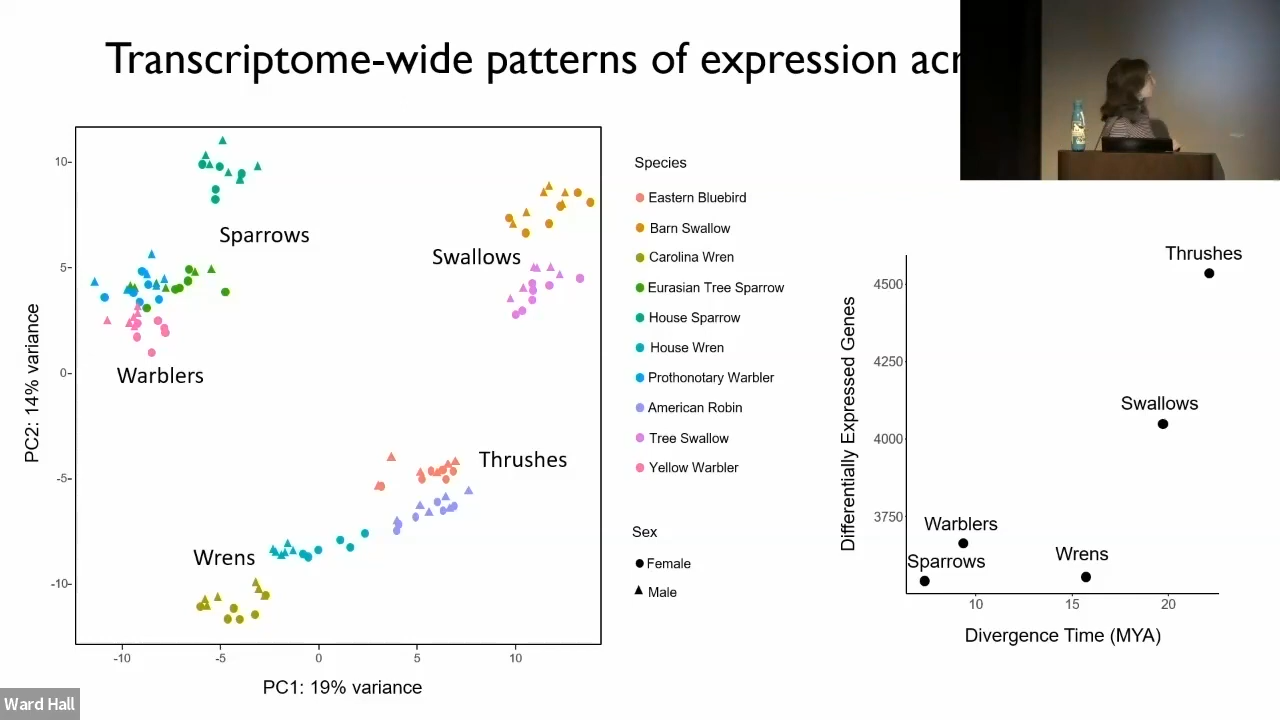 Transcriptome-wide patterns of expression acr
10-
5-
0-
-5-
-10-
-10
-5
0
5
10
PC2: 14% variance
PC1: 19% variance
Sparrows
Swallows
Warblers
Thrushes
Wrens
Species
Eastern Bluebird
Barn Swallow
Carolina Wren
Eurasian Tree Sparrow
House Sparrow
House Wren
Prothonotary Warbler
American Robin
Tree Swallow
Yellow Warbler
Sex
Female
Male
Differentially Expressed Genes
4500
4250
4000
3750
Thrushes
Swallows
Warblers
Sparrows
Wrens
10
15
20
Divergence Time (MYA)
Ward Hall